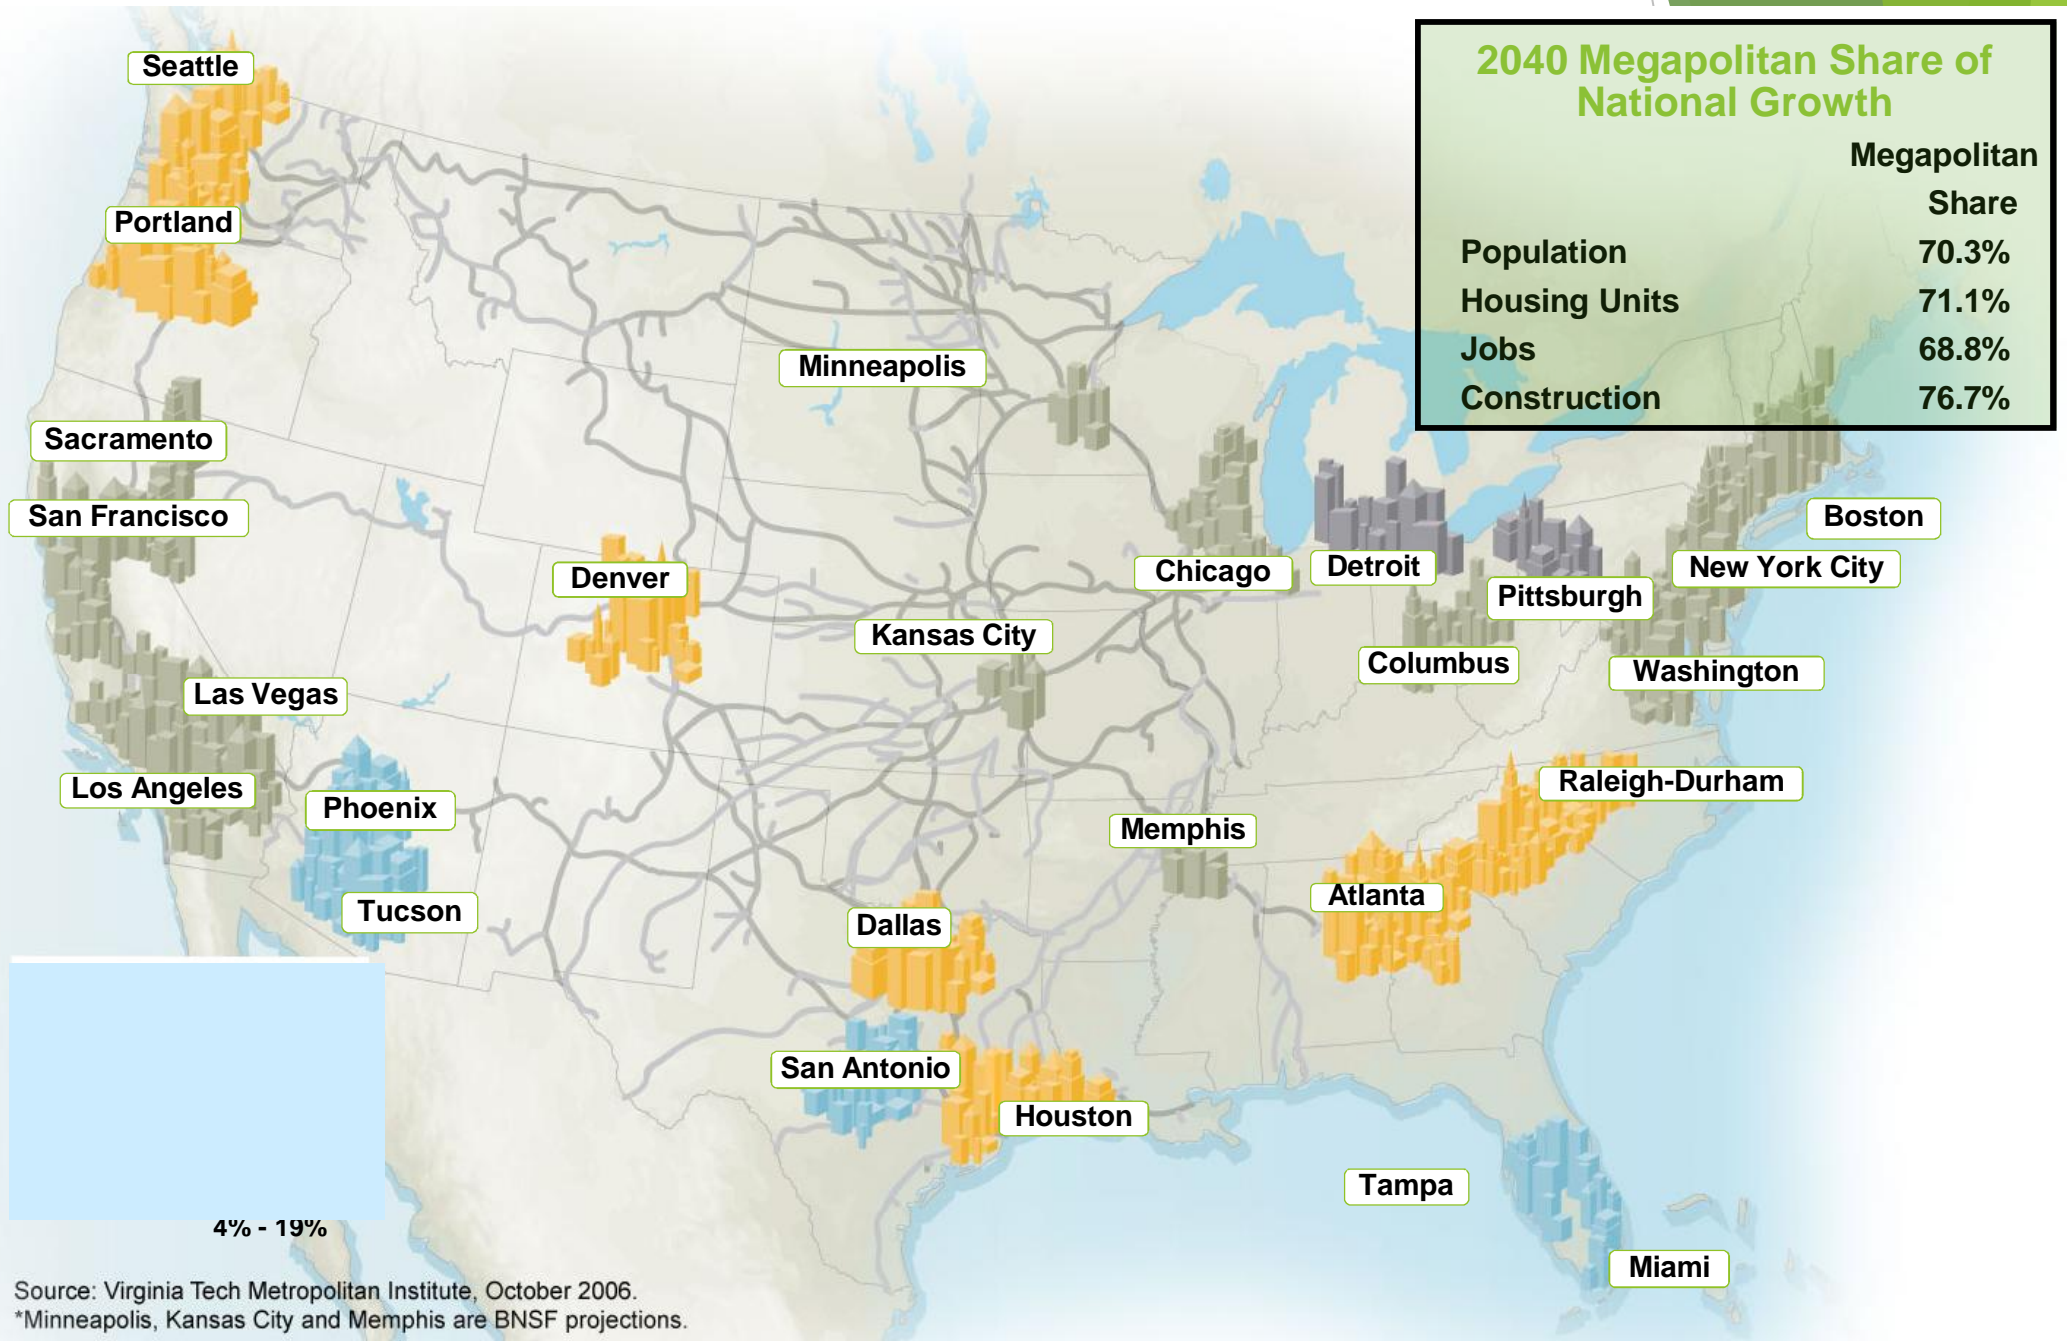 2040 Megapolitan Share of
National Growth
Megapolitan
Share
Population 70.3%
Housing Units 71.1%
Jobs 68.8%
Construction 76.7%
Seattle
Portland
Minneapolis
Sacramento
San Francisco
Boston
Denver
Chicago
Detroit
New York City
Pittsburgh
Kansas City
Columbus
Washington
Las Vegas
Los Angeles
Phoenix
Raleigh-Durham
Memphis
Atlanta
Tucson
Dallas
San Antonio
Houston
Tampa
Miami
4% - 19%
Source: Virginia Tech Metropolitan Institute, October 2006.
*Minneapolis, Kansas City and Memphis are BNSF projections.